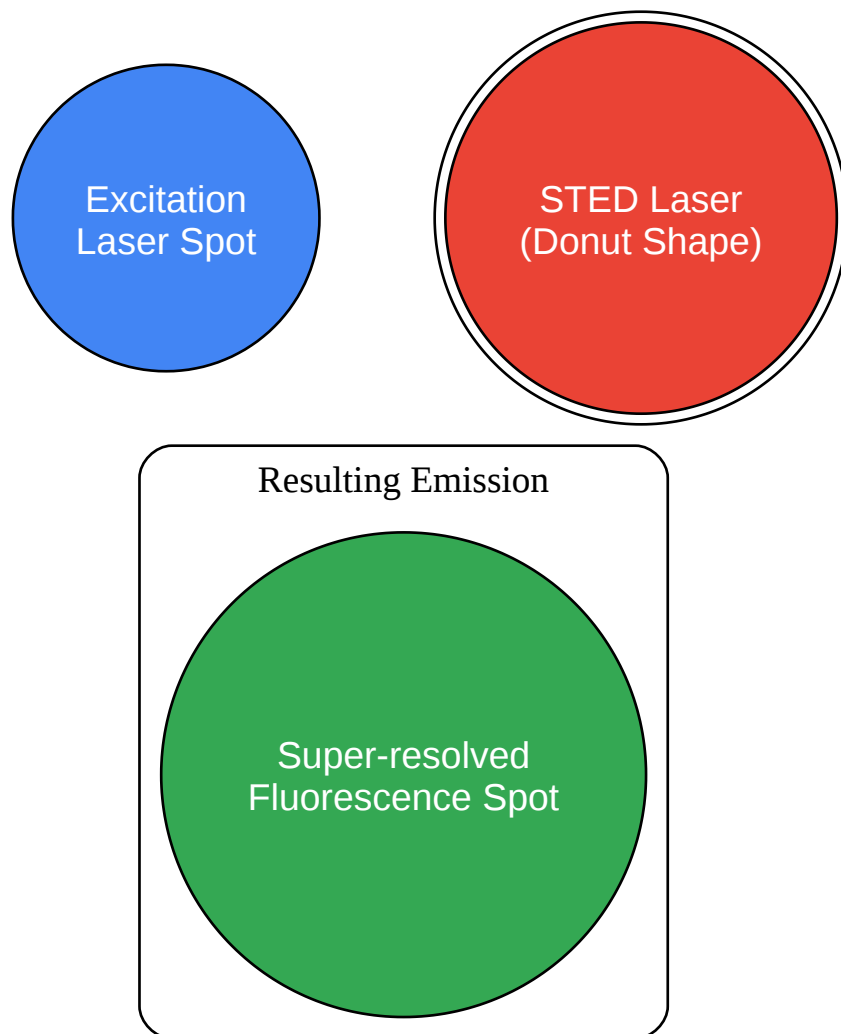 Excitation
Laser Spot
STED Laser
(Donut Shape)
Resulting Emission
Super-resolved
Fluorescence Spot